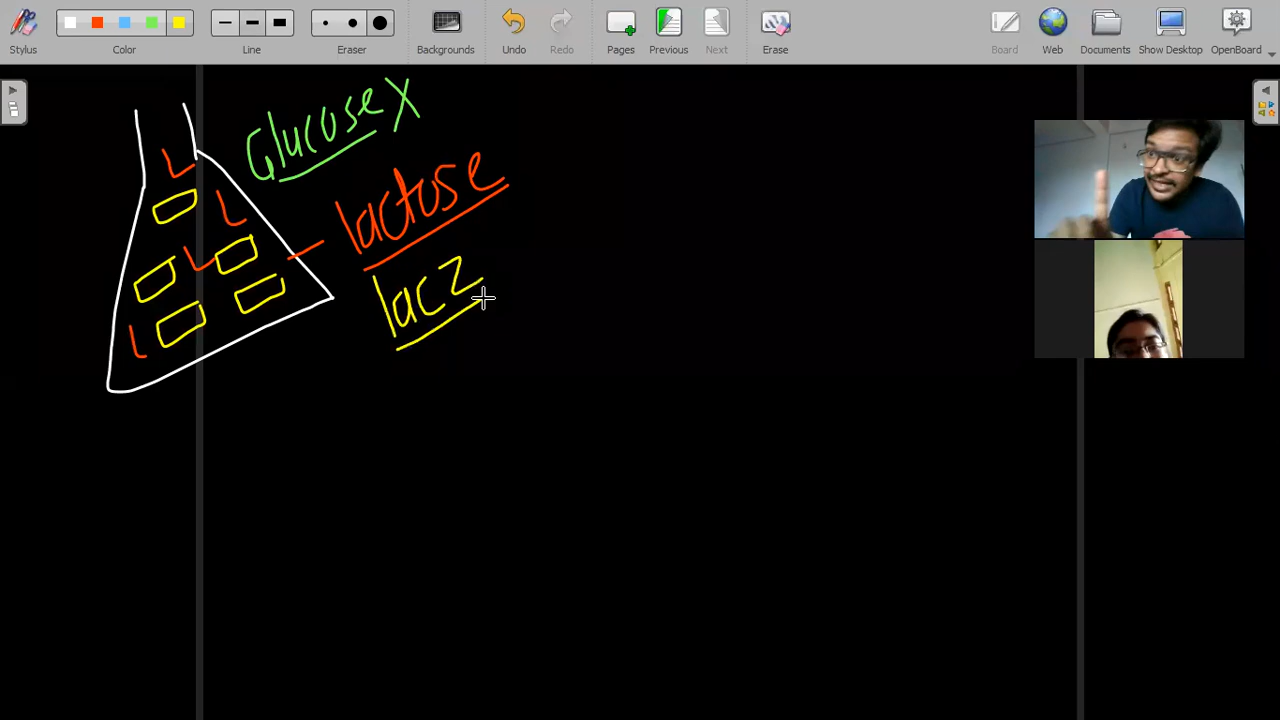 Stylus
Color
Line
Eraser
Backgrounds
Undo
Redo
Pages
Previous
Next
Erase
Board
Web
Documents
Show Desktop
OpenBoard
Glucose X
L
L
lactose
L
lacz
L